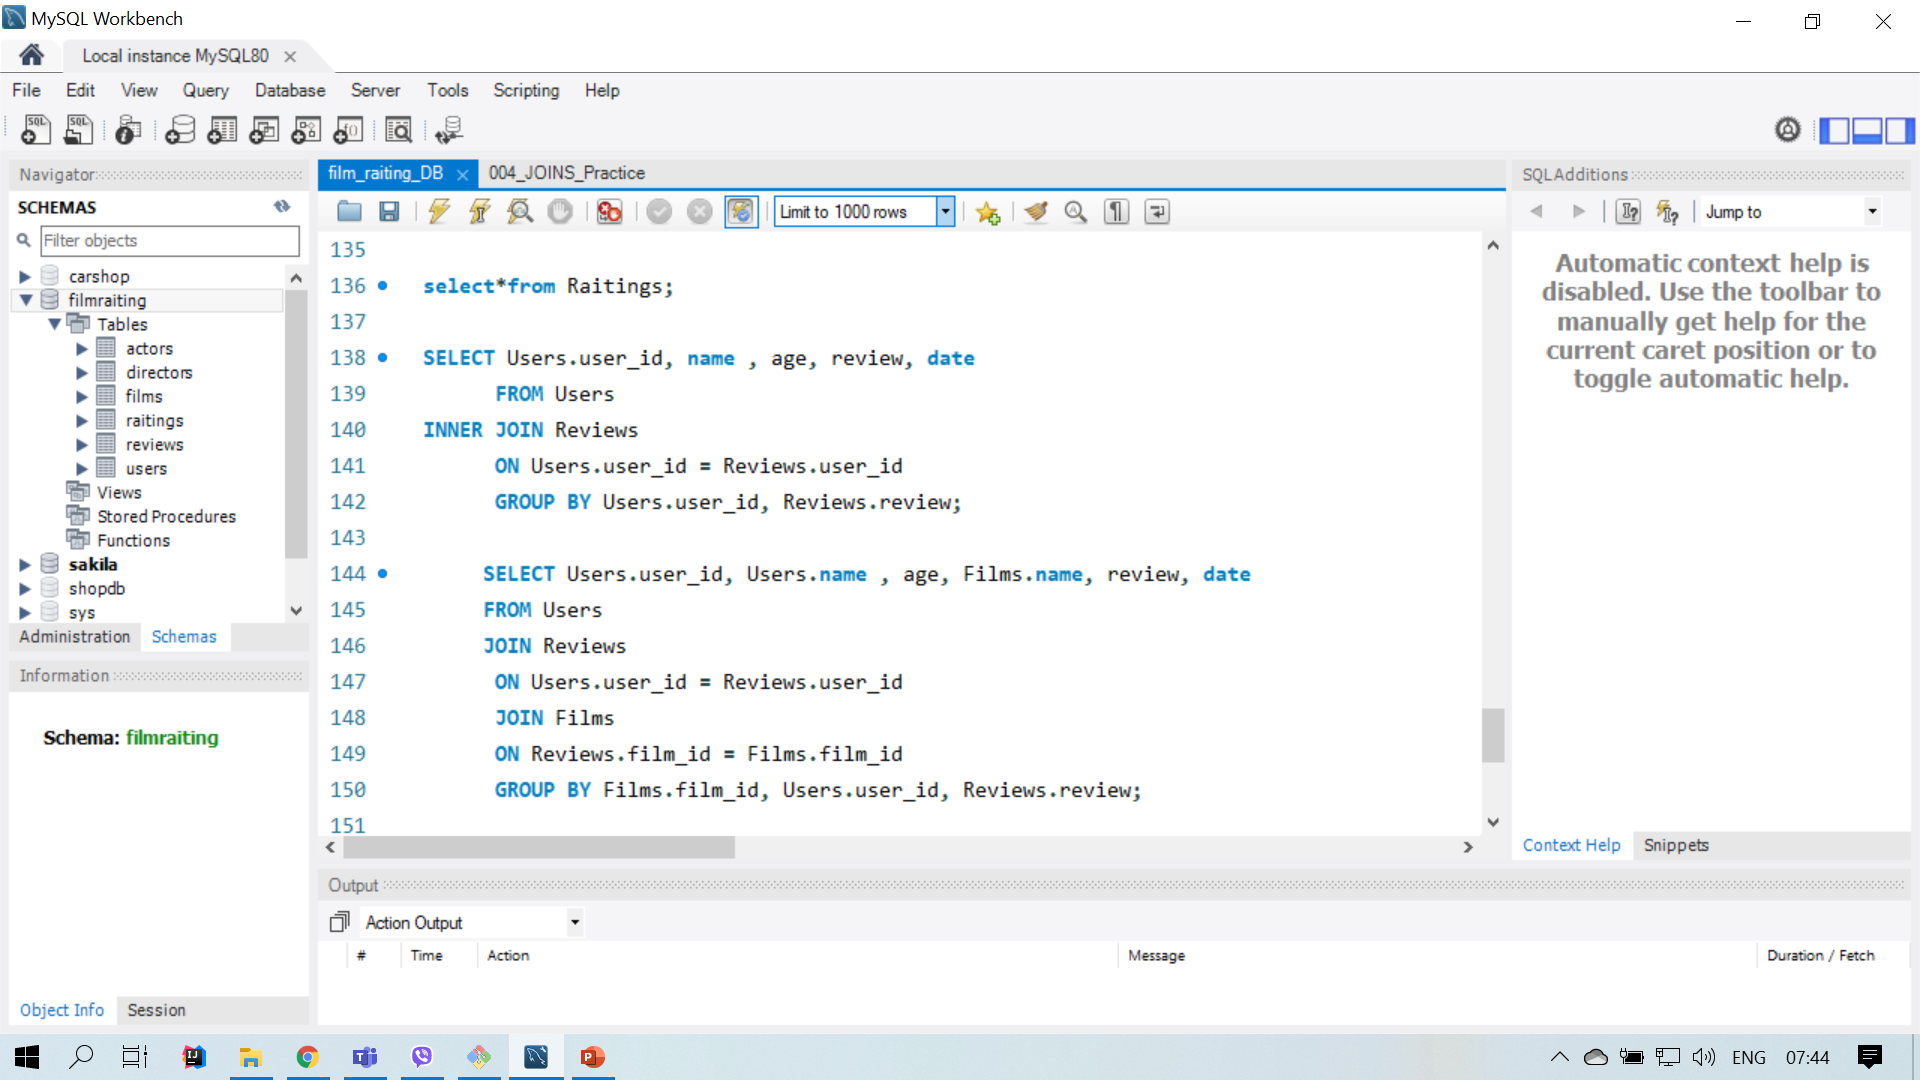 MySQL Workbench
Local instance MySQL80
File Edit View Query Database Server Tools Scripting Help
Navigator
SCHEMAS
Filter objects
carshop
filmraiting
Tables
actors
directors
films
raitings
reviews
users
Views
Stored Procedures
Functions
sakila
shopdb
sys
Administration Schemas
Information
Schema: filmraiting
Object Info Session
film_raiting_DB 004_JOINS_Practice
Limit to 1000 rows
135
136 select*from Raitings;
137
138 SELECT Users.user_id, name , age, review, date
139 FROM Users
140 INNER JOIN Reviews
141 ON Users.user_id = Reviews.user_id
142 GROUP BY Users.user_id, Reviews.review;
143
144 SELECT Users.user_id, Users.name , age, Films.name, review, date
145 FROM Users
146 JOIN Reviews
147 ON Users.user_id = Reviews.user_id
148 JOIN Films
149 ON Reviews.film_id = Films.film_id
150 GROUP BY Films.film_id, Users.user_id, Reviews.review;
151
Output
Action Output
# Time Action Message Duration / Fetch
SQLAdditions
Jump to
Automatic context help is
disabled. Use the toolbar to
manually get help for the
current caret position or to
toggle automatic help.
Context Help Snippets
ENG 07:44